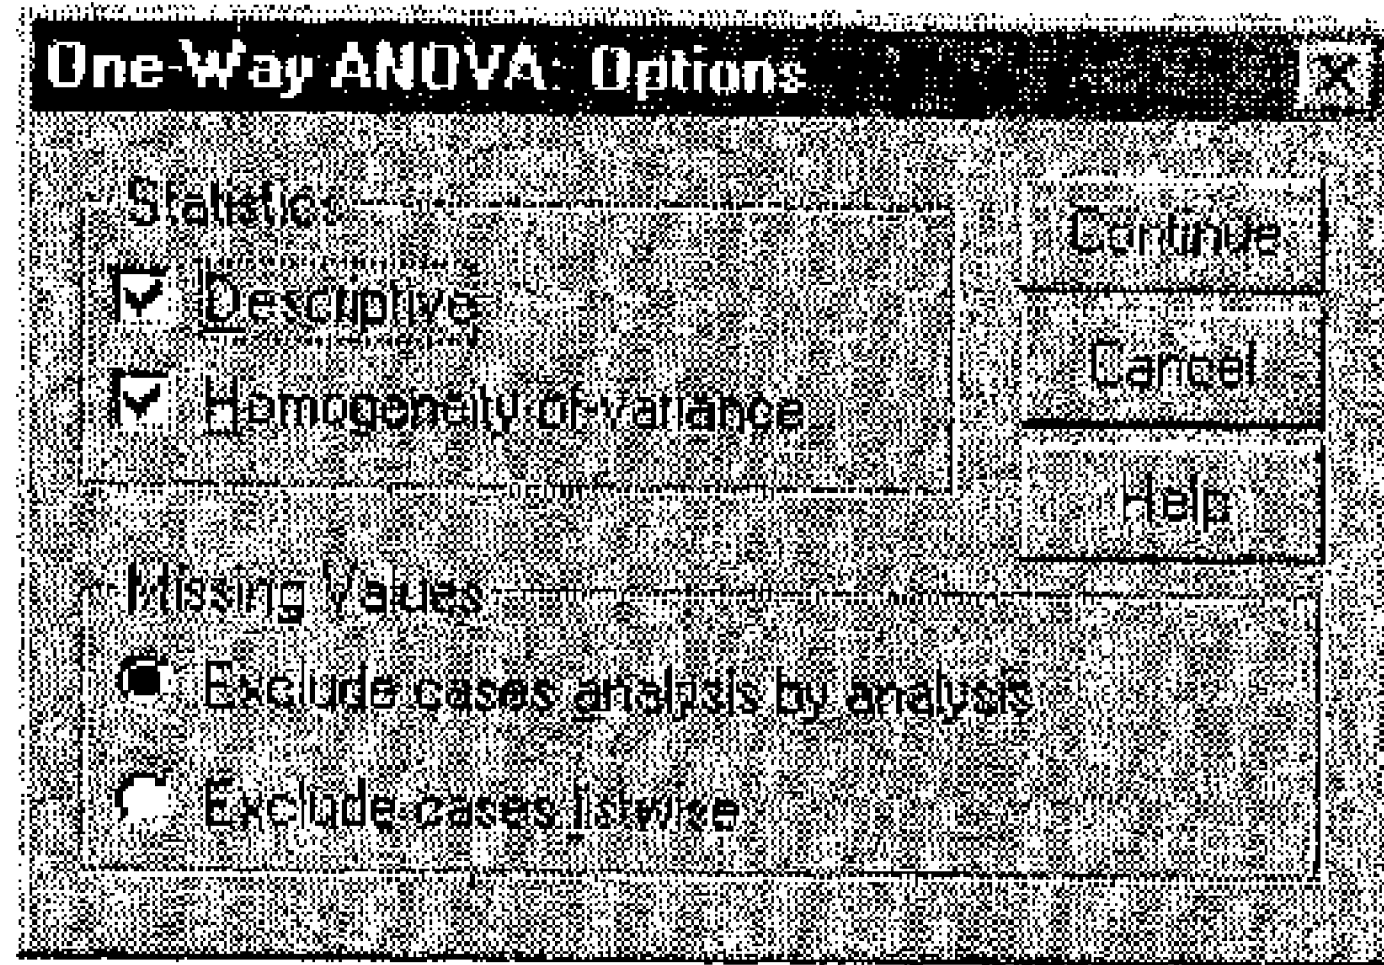 One-Way ANOVA: Options
Statistics
Descriptive
Homogeneity-of-variance
Missing Values
Exclude cases analysis by analysis
Exclude cases listwise
Continue
Cancel
Help